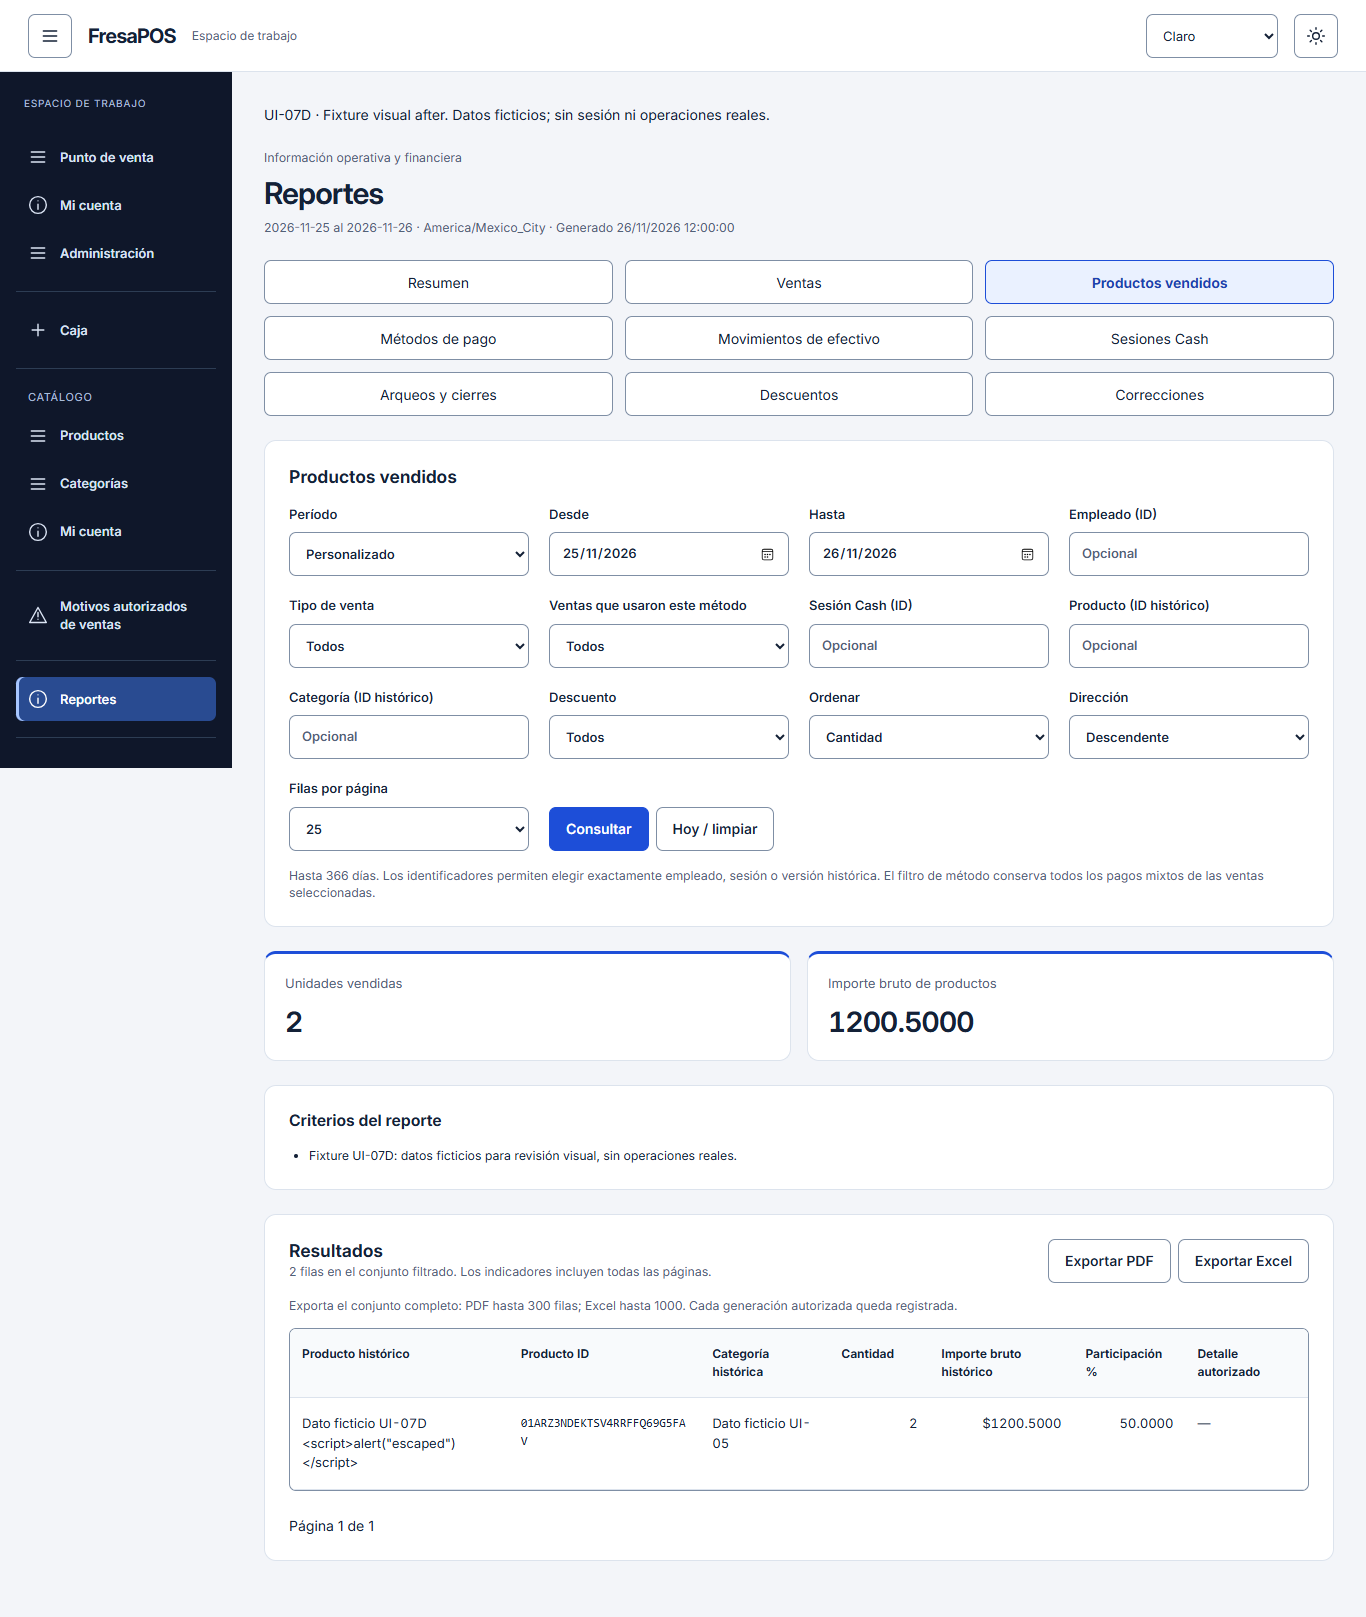 FresaPOS
Espacio de trabajo
Claro
ESPACIO DE TRABAJO
Punto de venta
Mi cuenta
Administración
Caja
CATÁLOGO
Productos
Categorías
Mi cuenta
Motivos autorizados
de ventas
Reportes
UI-07D · Fixture visual after. Datos ficticios; sin sesión ni operaciones reales.
Información operativa y financiera
Reportes
2026-11-25 al 2026-11-26 · America/Mexico_City · Generado 26/11/2026 12:00:00
Resumen
Ventas
Productos vendidos
Métodos de pago
Movimientos de efectivo
Sesiones Cash
Arqueos y cierres
Descuentos
Correcciones
Productos vendidos
Período
Desde
Hasta
Empleado (ID)
Personalizado
25/11/2026
26/11/2026
Opcional
Tipo de venta
Ventas que usaron este método
Sesión Cash (ID)
Producto (ID histórico)
Todos
Todos
Opcional
Opcional
Categoría (ID histórico)
Descuento
Ordenar
Dirección
Opcional
Todos
Cantidad
Descendente
Filas por página
25
Consultar
Hoy / limpiar
Hasta 366 días. Los identificadores permiten elegir exactamente empleado, sesión o versión histórica. El filtro de método conserva todos los pagos mixtos de las ventas
seleccionadas.
Unidades vendidas
2
Importe bruto de productos
1200.5000
Criterios del reporte
• Fixture UI-07D: datos ficticios para revisión visual, sin operaciones reales.
Resultados
2 filas en el conjunto filtrado. Los indicadores incluyen todas las páginas.
Exportar PDF
Exportar Excel
Exporta el conjunto completo: PDF hasta 300 filas; Excel hasta 1000. Cada generación autorizada queda registrada.
Producto histórico
Producto ID
Categoría
histórica
Cantidad
Importe bruto
histórico
Participación
%
Detalle
autorizado
Dato ficticio UI-07D
<script>alert("escaped")
</script>
01ARZ3NDEKTSV4RRFFQ69G5FA
V
Dato ficticio UI-
05
2
$1200.5000
50.0000
—
Página 1 de 1